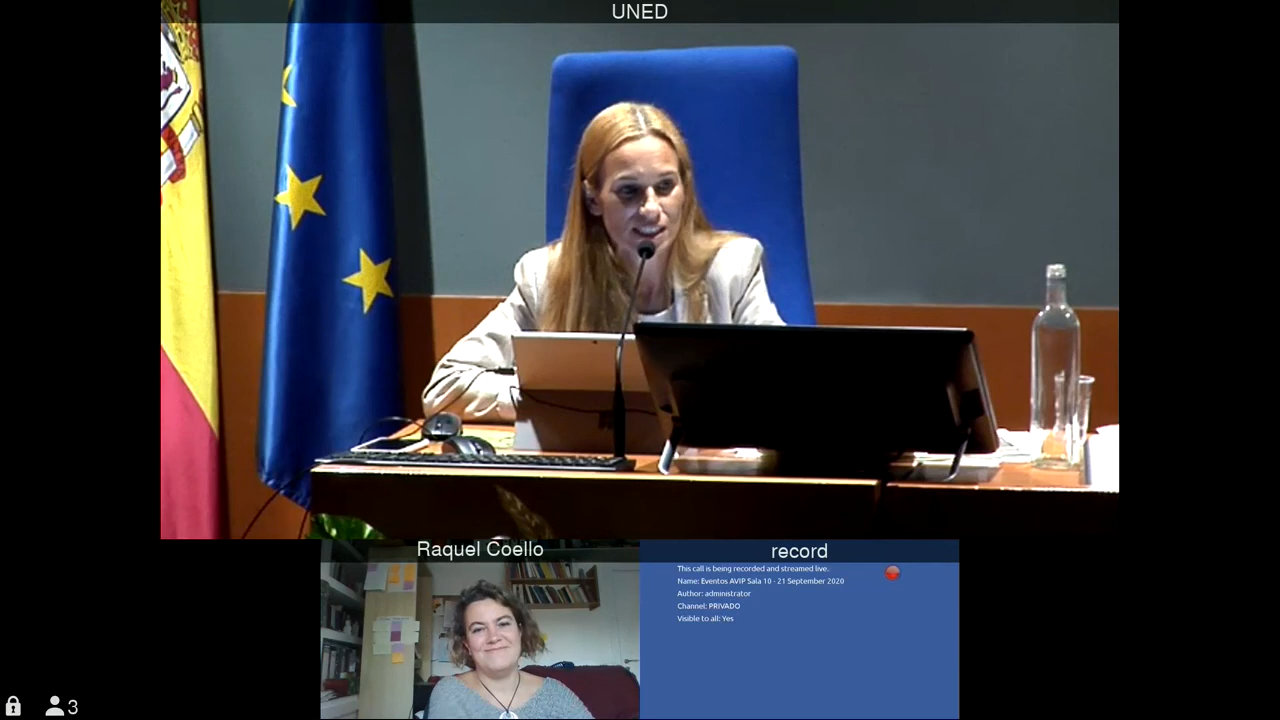 UNED
Raquel Coello
record
This call is being recorded and streamed live.
Name: Eventos AVIP Sala 10 - 21 September 2020
Author: administrator
Channel: PRIVADO
Visible to all: Yes
3